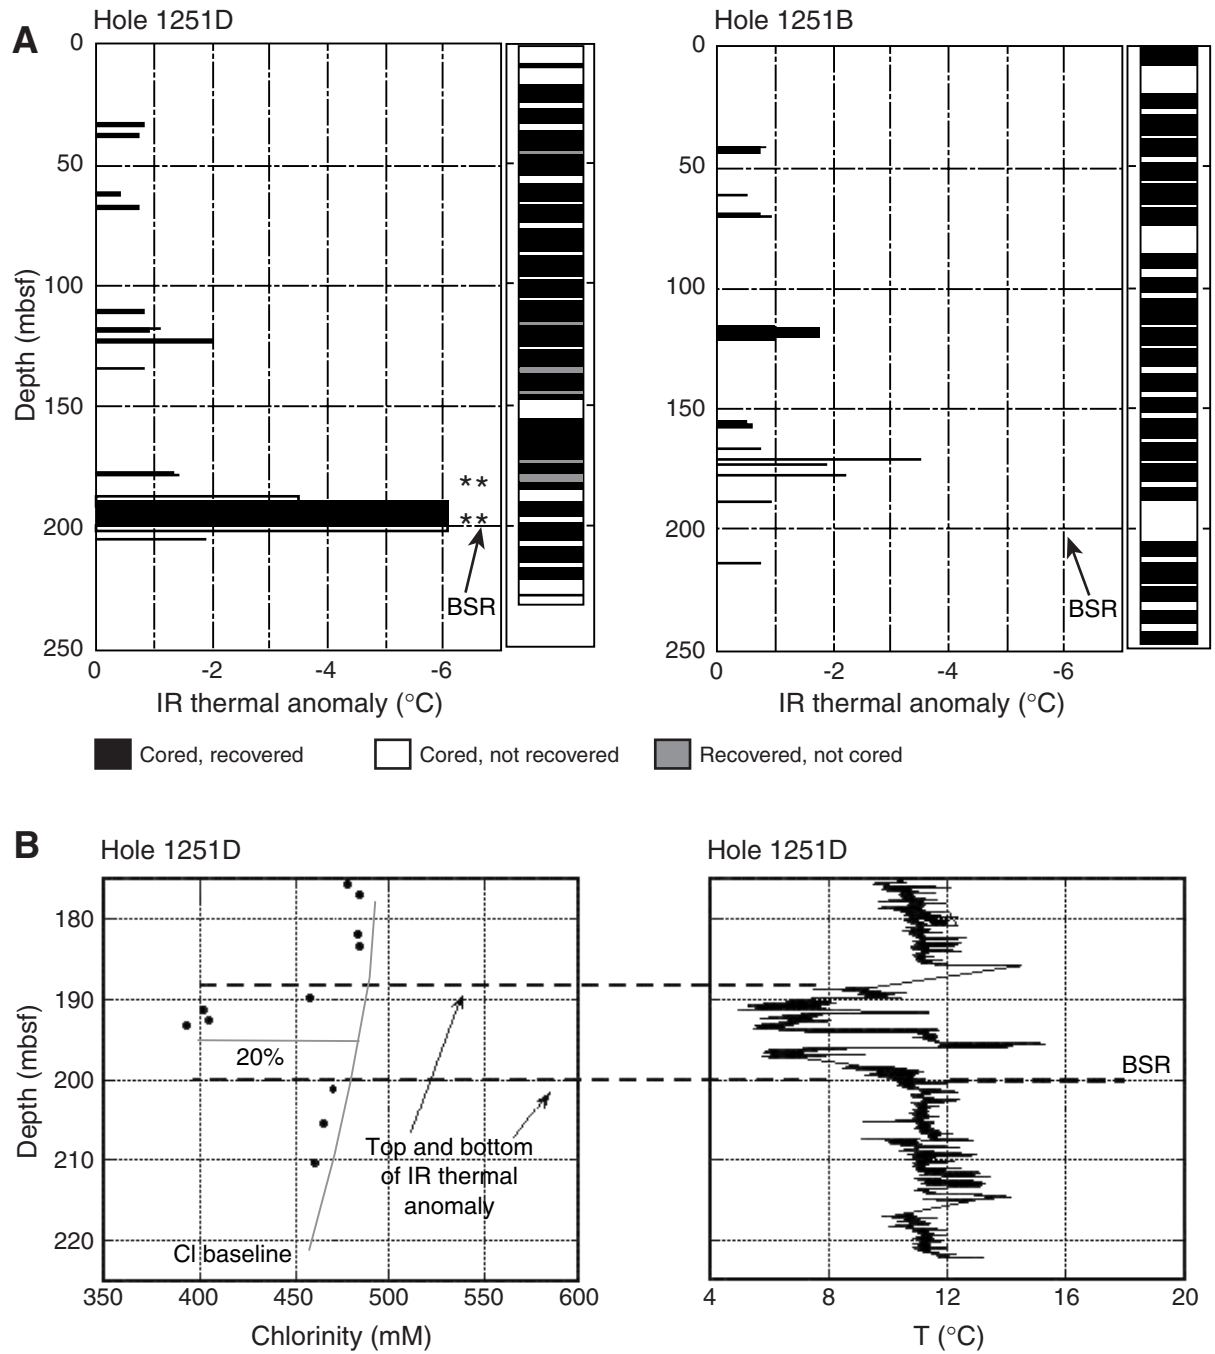 A
Hole 1251D
Hole 1251B
0
50
100
150
200
250
Depth (mbsf)
**
**
BSR
0
-2
-4
-6
IR thermal anomaly (°C)
0
50
100
150
200
250
BSR
0
-2
-4
-6
IR thermal anomaly (°C)
Cored, recovered
Cored, not recovered
Recovered, not cored
B
Hole 1251D
Hole 1251D
180
190
200
210
220
Depth (mbsf)
20%
Top and bottom
of IR thermal
anomaly
Cl baseline
350
400
450
500
550
600
Chlorinity (mM)
BSR
4
8
12
16
20
T (°C)